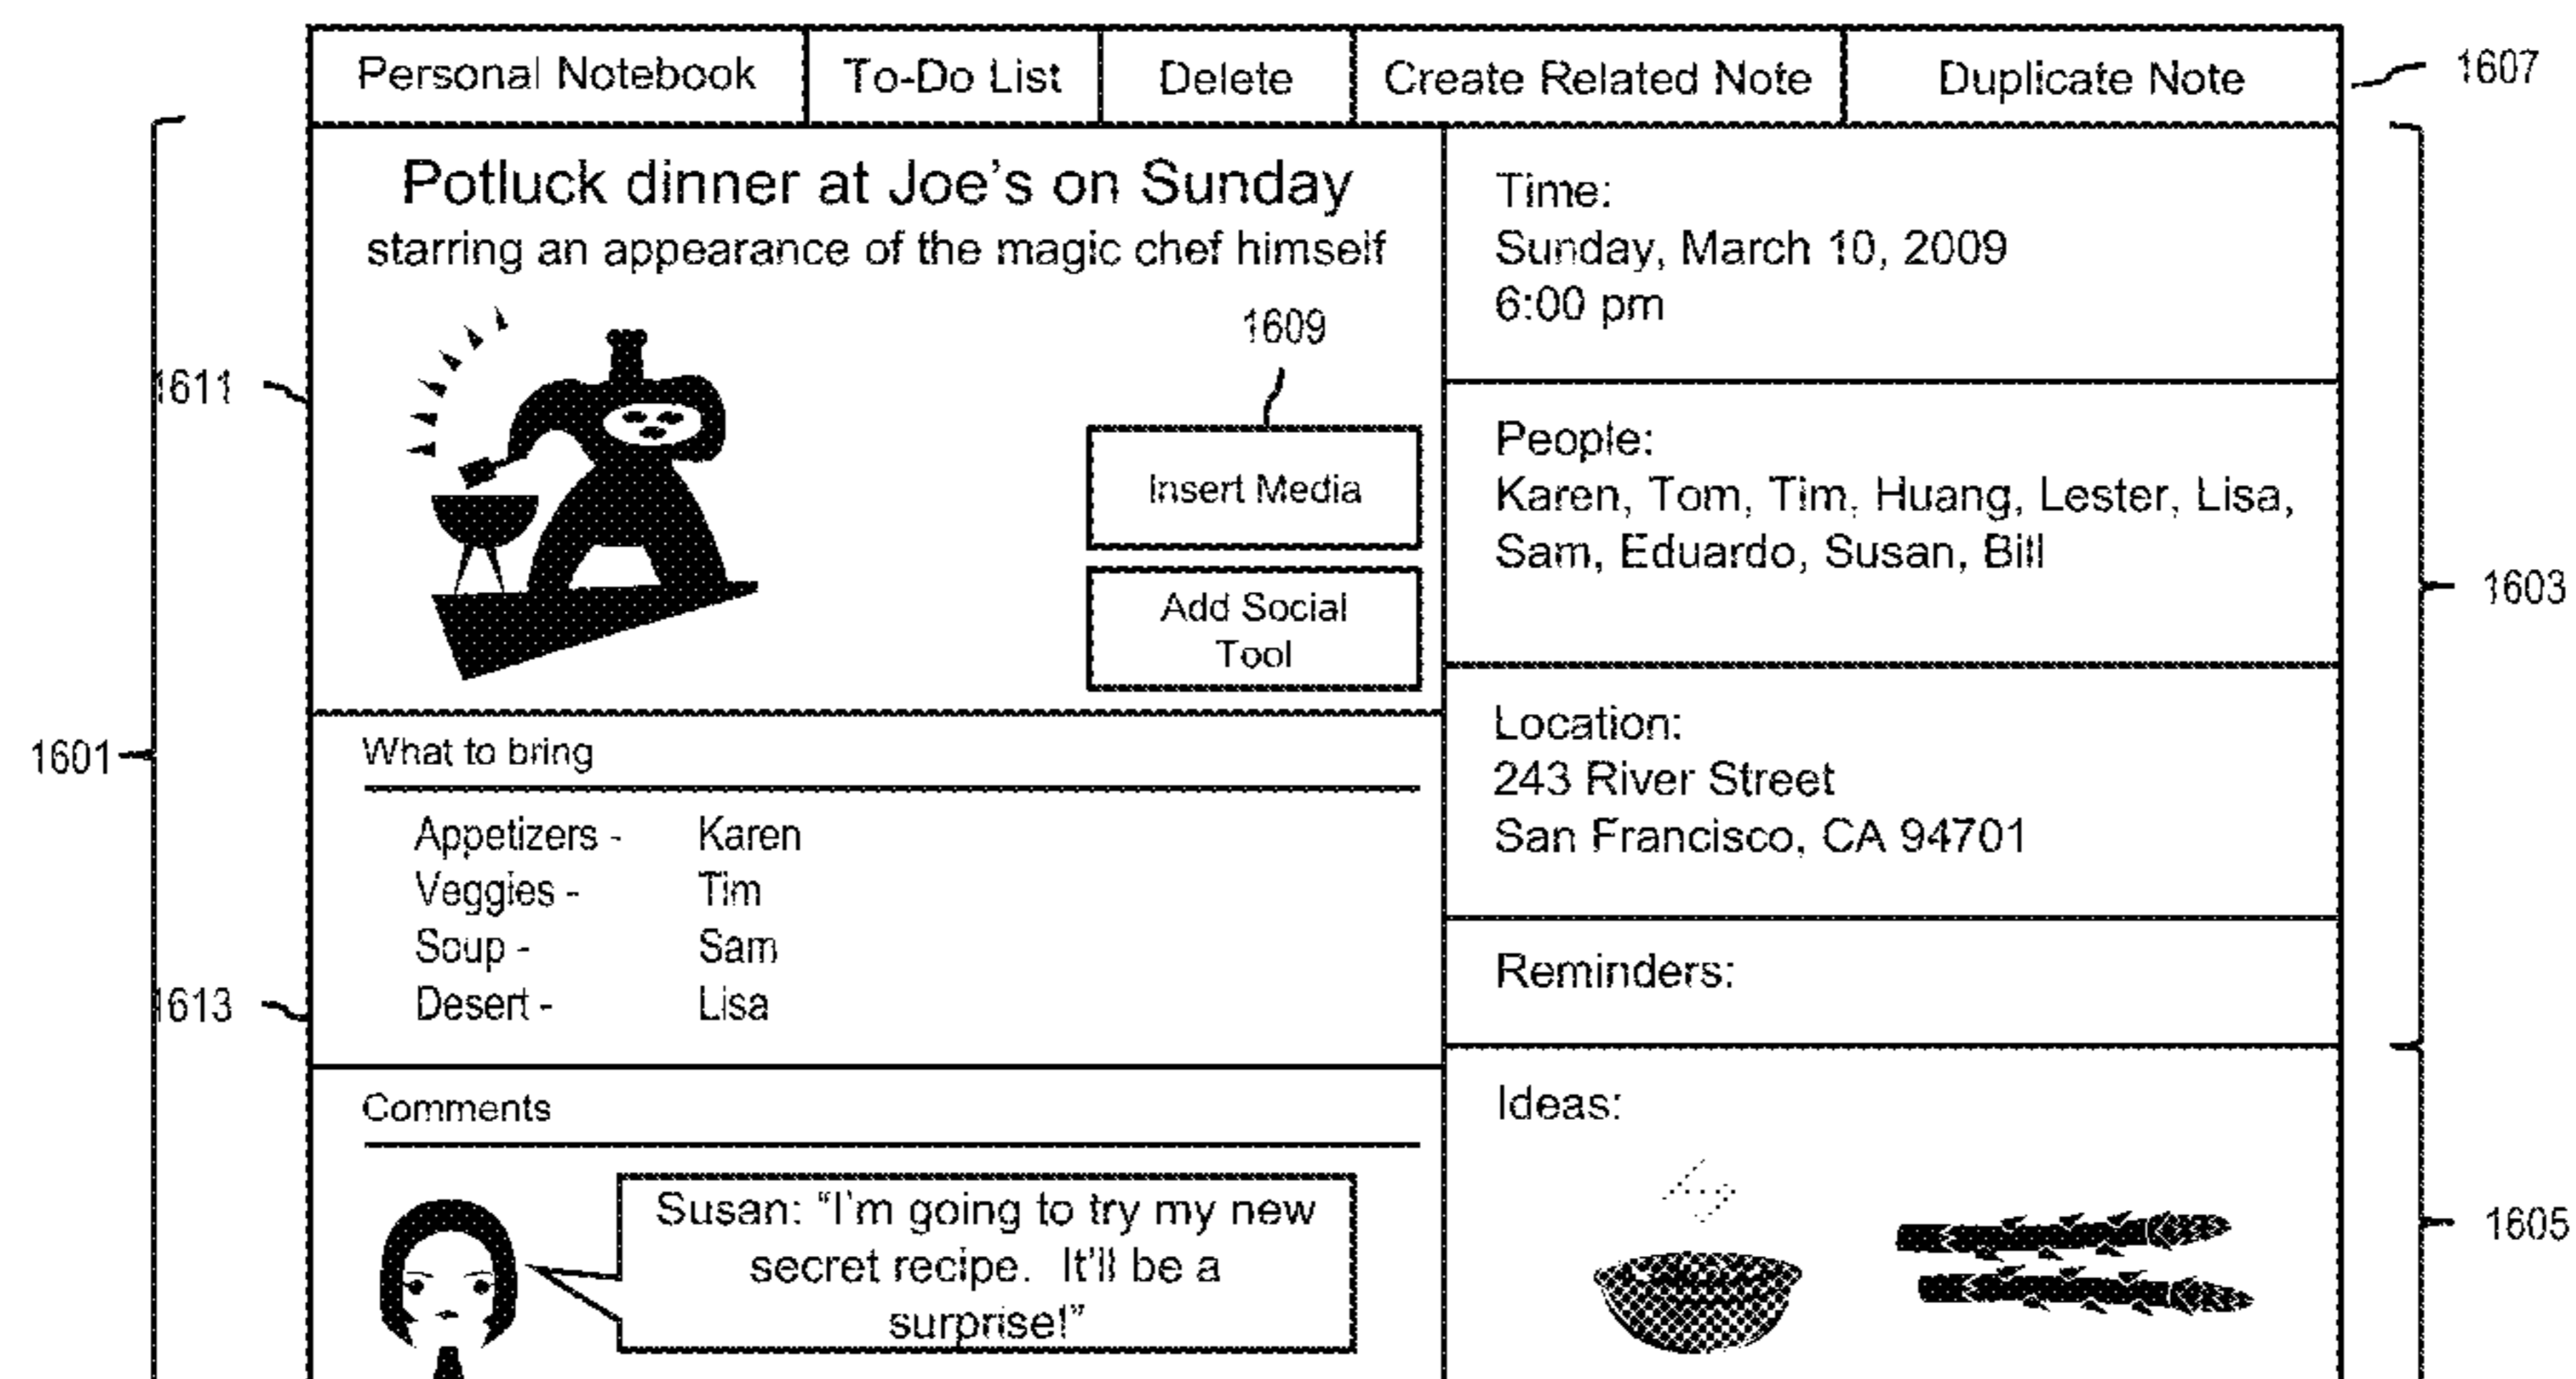 Personal Notebook To-Do List Delete Create Related Note Duplicate Note
1607
Potluck dinner at Joe's on Sunday
starring an appearance of the magic chef himself
1609
1611
Insert Media
Add Social
Tool
1601
What to bring
Appetizers - Karen
Veggies - Tim
Soup - Sam
Desert - Lisa
1613
Comments
Susan: "I'm going to try my new
secret recipe. It'll be a
surprise!"
Time:
Sunday, March 10, 2009
6:00 pm
People:
Karen, Tom, Tim, Huang, Lester, Lisa,
Sam, Eduardo, Susan, Bill
1603
Location:
243 River Street
San Francisco, CA 94701
Reminders:
Ideas:
1605